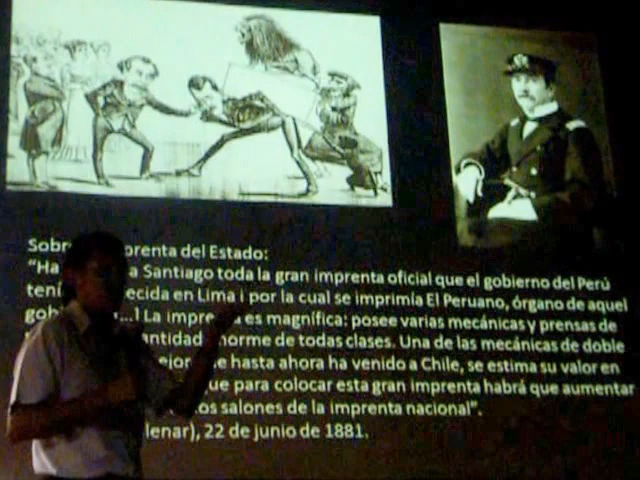 Sobr orenta del Estado:
"Ha a Santiago toda la gran imprenta oficial que el gobierno del Perú
tení ecida en Lima i por la cual se imprimía El Peruano, órgano de aquel
gob ...] La impre a es magnífica: posee varias mecánicas y prensas de
antidad norme de todas clases. Una de las mecánicas de doble
ejor e hasta ahora ha venido a Chile, se estima su valor en
ue para colocar esta gran imprenta habrá que aumentar
os salones de la imprenta nacional".
lenar), 22 de junio de 1881.